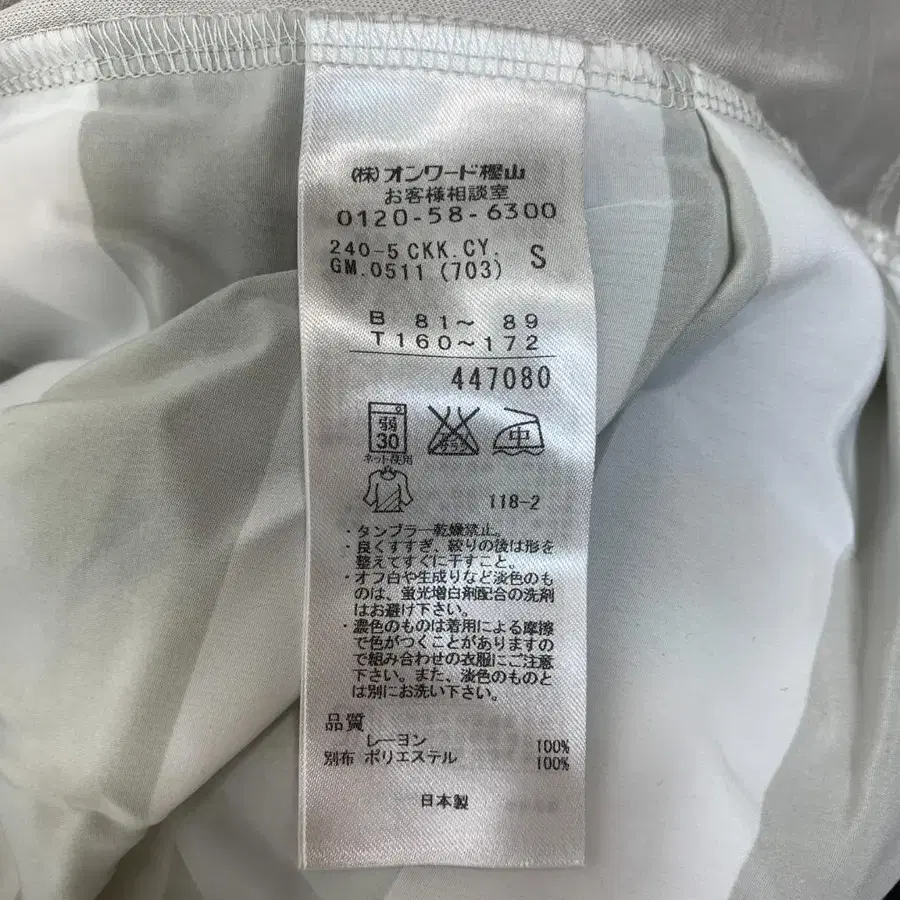 (株)オンワード樫山
お客様相談室
0120-58-6300
240-5 CKK.CY.
GM.0511 (703) S
B 81~ 89
T 160~172
447080
弱
30
中
ネット使用
118-2
・タンブラー乾燥禁止。
・良くすすぎ、絞りの後は形を
整えてすぐに干すこと。
・オフ白や生成りなど淡色のも
のは、蛍光増白剤配合の洗剤
はお避け下さい。
・濃色のものは着用による摩擦
で色がつくことがありますの
で組み合わせの衣服にご注意
下さい。また、淡色のものと
は別にお洗い下さい。
品質
レーヨン 100%
別布 ポリエステル 100%
日本製